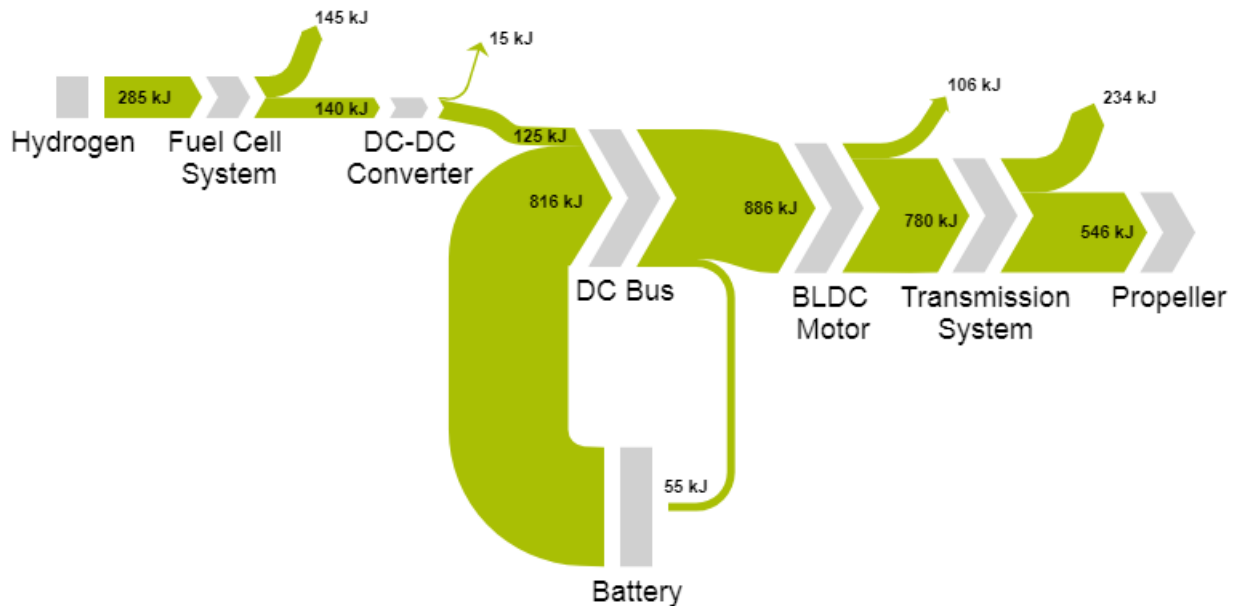 145 kJ
15 kJ
285 kJ
140 kJ
106 kJ
234 kJ
Hydrogen
Fuel Cell
System
DC-DC
Converter
125 kJ
816 kJ
886 kJ
780 kJ
546 kJ
DC Bus
BLDC
Motor
Transmission
System
Propeller
55 kJ
Battery